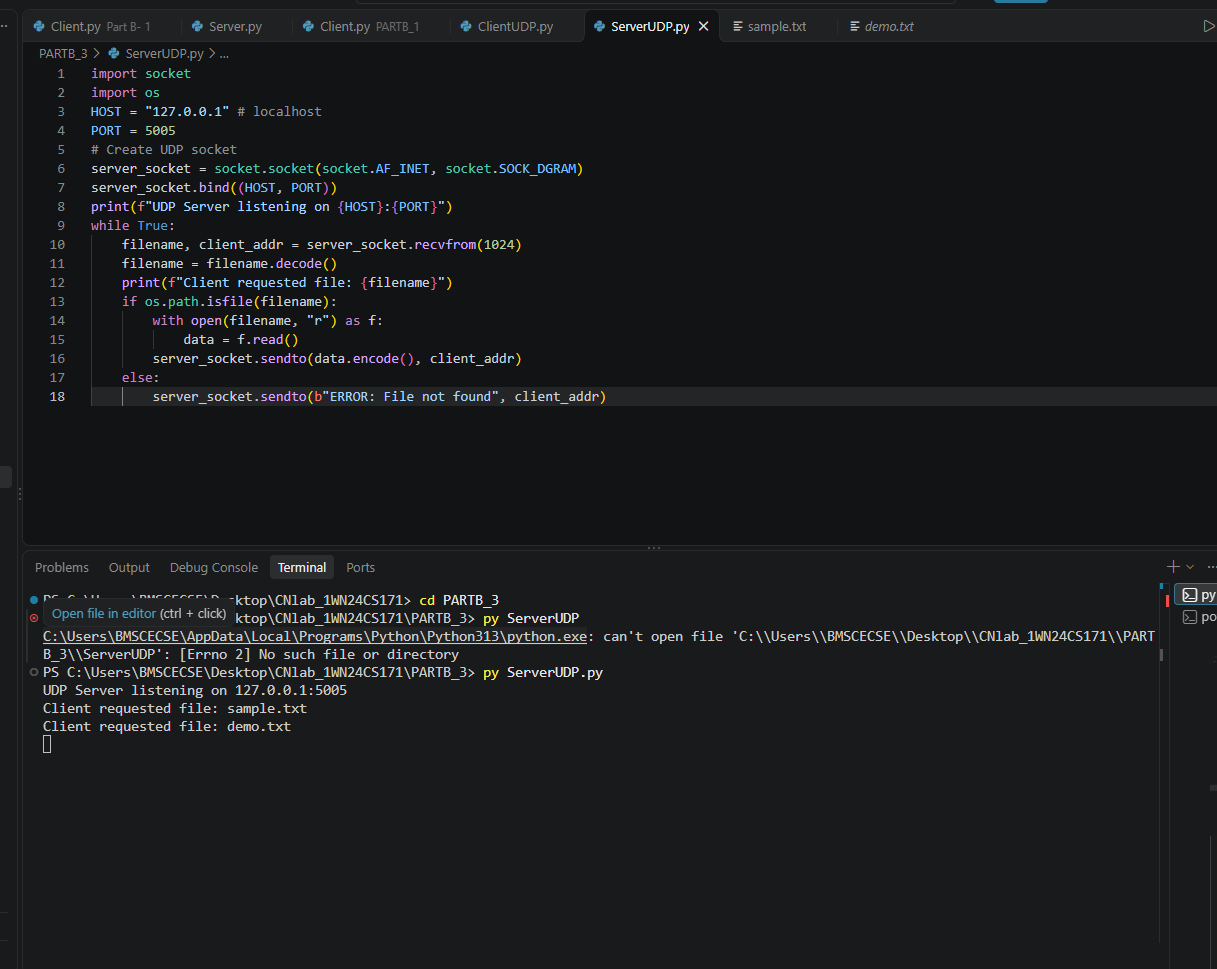 Client.py Part B- 1 Server.py Client.py PARTB_1 ClientUDP.py ServerUDP.py sample.txt demo.txt
PARTB_3 > ServerUDP.py > ...
1 import socket
2 import os
3 HOST = "127.0.0.1" # localhost
4 PORT = 5005
5 # Create UDP socket
6 server_socket = socket.socket(socket.AF_INET, socket.SOCK_DGRAM)
7 server_socket.bind((HOST, PORT))
8 print(f"UDP Server listening on {HOST}:{PORT}")
9 while True:
10     filename, client_addr = server_socket.recvfrom(1024)
11     filename = filename.decode()
12     print(f"Client requested file: {filename}")
13     if os.path.isfile(filename):
14         with open(filename, "r") as f:
15             data = f.read()
16         server_socket.sendto(data.encode(), client_addr)
17     else:
18         server_socket.sendto(b"ERROR: File not found", client_addr)
Problems Output Debug Console Terminal Ports
ktop\CNlab_1WN24CS171> cd PARTB_3
Open file in editor (ctrl + click) ktop\CNlab_1WN24CS171\PARTB_3> py ServerUDP
C:\Users\BMSCECSE\AppData\Local\Programs\Python\Python313\python.exe: can't open file 'C:\\Users\\BMSCECSE\\Desktop\\CNlab_1WN24CS171\\PART
B_3\\ServerUDP': [Errno 2] No such file or directory
PS C:\Users\BMSCECSE\Desktop\CNlab_1WN24CS171\PARTB_3> py ServerUDP.py
UDP Server listening on 127.0.0.1:5005
Client requested file: sample.txt
Client requested file: demo.txt
py
po